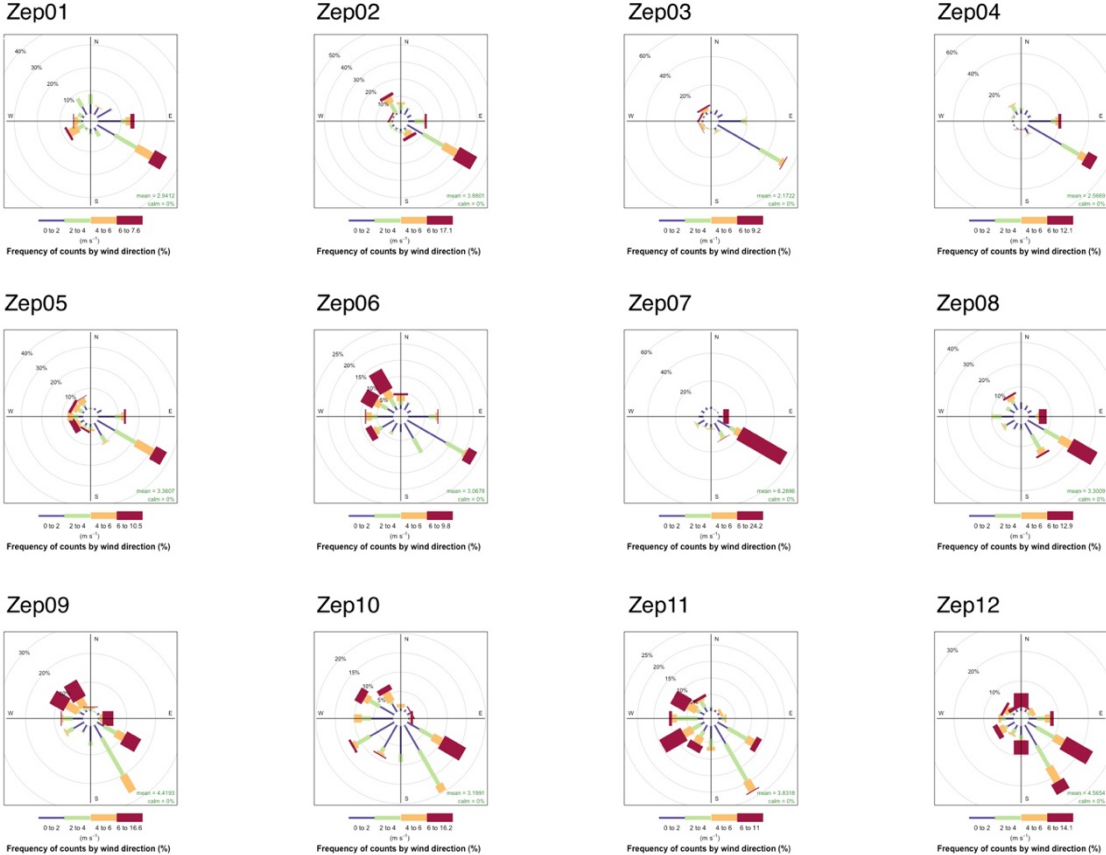 Zep01 Zep02 Zep03 Zep04
N N N N
W E W E W E W E
S S S S
40% 30% 20% 10%
50% 40% 30% 20% 10%
60% 40% 20%
60% 40% 20%
mean = 2.9412
calm = 0%
calm = 0%
mean = 2.1722
calm = 0%
calm = 0%
0 to 2 2 to 4 4 to 6 6 to 7.6
0 to 2 2 to 4 4 to 6 6 to 17.1
0 to 2 2 to 4 4 to 6 6 to 9.2
0 to 2 2 to 4 4 to 6 6 to 12.1
(m s⁻¹) (m s⁻¹) (m s⁻¹) (m s⁻¹)
Frequency of counts by wind direction (%)
Frequency of counts by wind direction (%)
Frequency of counts by wind direction (%)
Frequency of counts by wind direction (%)
Zep05 Zep06 Zep07 Zep08
N N N N
W E W E W E W E
S S S S
40% 30% 20% 10%
25% 20% 15% 10% 5%
60% 40% 20%
40% 30% 20% 10%
mean = 3.3607
calm = 0%
mean = 3.0678
calm = 0%
mean = 6.2898
calm = 0%
mean = 3.3009
calm = 0%
0 to 2 2 to 4 4 to 6 6 to 10.5
0 to 2 2 to 4 4 to 6 6 to 9.8
0 to 2 2 to 4 4 to 6 6 to 24.2
0 to 2 2 to 4 4 to 6 6 to 12.9
(m s⁻¹) (m s⁻¹) (m s⁻¹) (m s⁻¹)
Frequency of counts by wind direction (%)
Frequency of counts by wind direction (%)
Frequency of counts by wind direction (%)
Frequency of counts by wind direction (%)
Zep09 Zep10 Zep11 Zep12
N N N N
W E W E W E W E
S S S S
30% 20%
20% 15% 10% 5%
25% 20% 15% 10%
30% 20% 10%
mean = 4.4193
calm = 0%
calm = 0%
mean = 3.8318
calm = 0%
mean = 4.5654
calm = 0%
0 to 2 2 to 4 4 to 6 6 to 16.6
0 to 2 2 to 4 4 to 6 6 to 16.2
0 to 2 2 to 4 4 to 6 6 to 11
0 to 2 2 to 4 4 to 6 6 to 14.1
(m s⁻¹) (m s⁻¹) (m s⁻¹) (m s⁻¹)
Frequency of counts by wind direction (%)
Frequency of counts by wind direction (%)
Frequency of counts by wind direction (%)
Frequency of counts by wind direction (%)